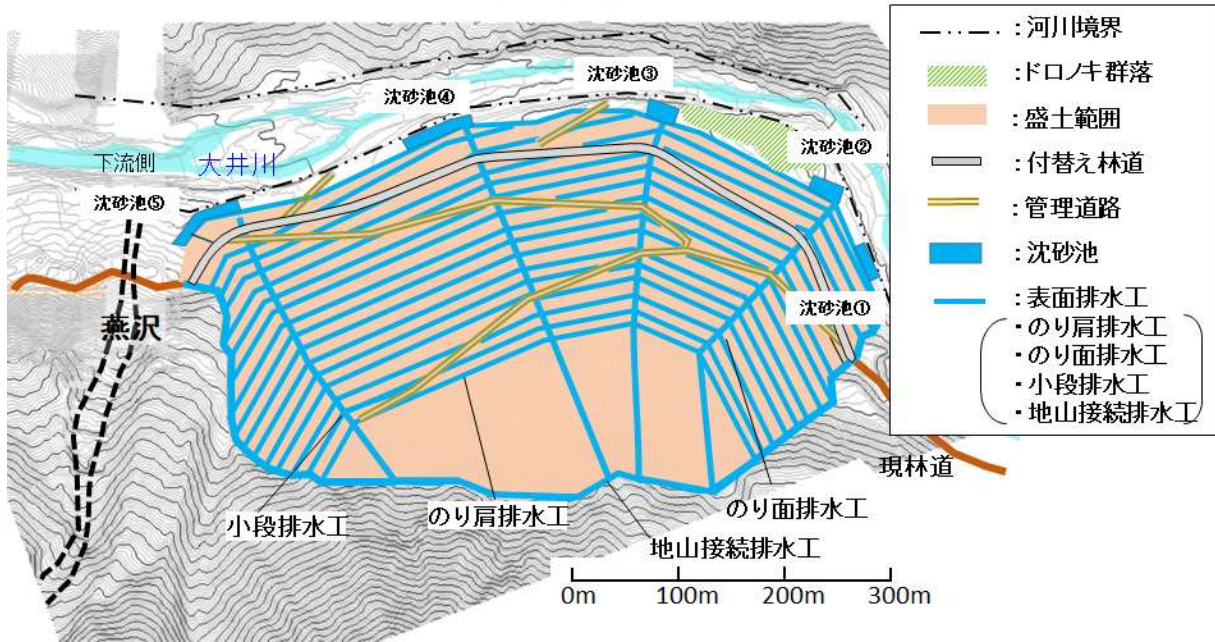 沈砂池③
沈砂池④
沈砂池②
下流側
大井川
沈砂池⑤
沈砂池①
燕沢
現林道
小段排水工
のり肩排水工
のり面排水工
地山接続排水工
0m 100m 200m 300m
:河川境界
:ドロノキ群落
:盛土範囲
:付替え林道
:管理道路
:沈砂池
:表面排水工
・のり肩排水工
・のり面排水工
・小段排水工
・地山接続排水工